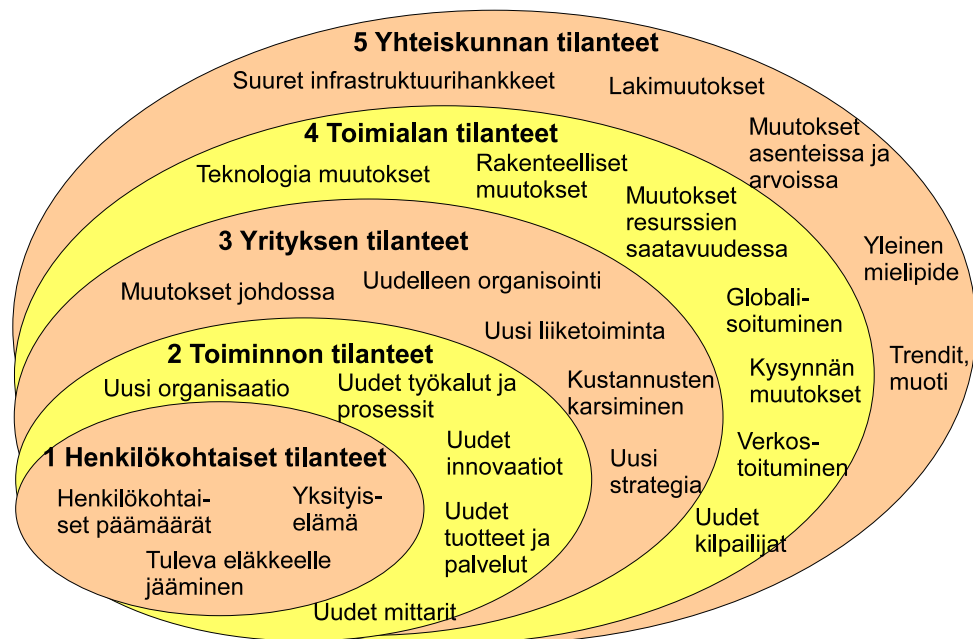 5 Yhteiskunnan tilanteet
Suuret infrastruktuurihankkeet
Lakimuutokset
Muutokset
asenteissa ja
arvoissa
Yleinen
mielipide
Trendit,
muoti
4 Toimialan tilanteet
Teknologia muutokset
Rakenteelliset
muutokset
Muutokset
resurssien
saatavuudessa
Globali-
soituminen
Kysynnän
muutokset
Verkos-
toituminen
Uudet
kilpailijat
3 Yrityksen tilanteet
Muutokset johdossa
Uudelleen organisointi
Uusi liiketoiminta
Kustannusten
karsiminen
Uusi
strategia
2 Toiminnon tilanteet
Uusi organisaatio
Uudet työkalut ja
prosessit
Uudet
innovaatiot
Uudet
tuotteet ja
palvelut
Uudet mittarit
1 Henkilökohtaiset tilanteet
Henkilökohtai-
set päämäärät
Yksityis-
elämä
Tuleva eläkkeelle
jääminen